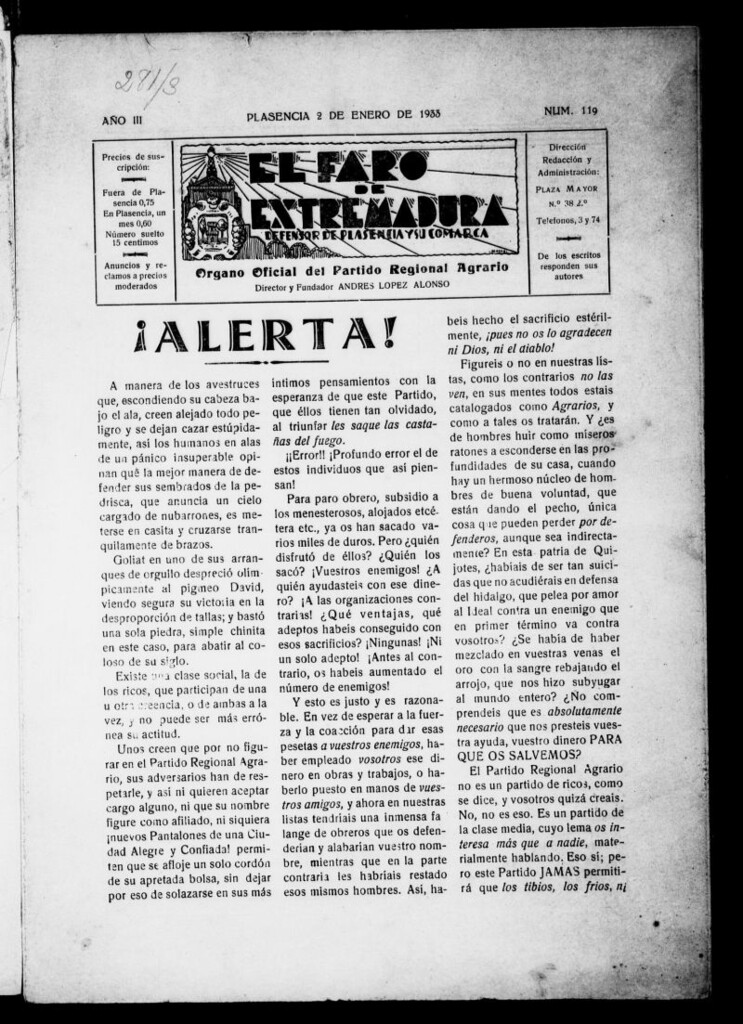 281/3
AÑO III
PLASENCIA 2 DE ENERO DE 1933
NUM. 119
Precios de sus-
cripción:
Fuera de Pla-
sencia 0,75
En Plasencia, un
mes 0,60
Número suelto
15 centimos
Anuncios y re-
clamos a precios
moderados
EL FARO
DE
EXTREMADURA
DEFENSOR DE PLASENCIA Y SU COMARCA
Organo Oficial del Partido Regional Agrario
Director y Fundador ANDRES LOPEZ ALONSO
Dirección
Redacción y
Administración:
PLAZA MAYOR
N.º 38 2.º
Telefonos, 3 y 74
De los escritos
responden sus
autores
¡ALERTA!
A manera de los avestruces
que, escondiendo su cabeza ba-
jo el ala, creen alejado todo pe-
ligro y se dejan cazar estúpida-
mente, asi los humanos en alas
de un pánico insuperable opi-
nan qué la mejor manera de de-
fender sus sembrados de la pe-
drisca, que anuncia un cielo
cargado de nubarrones, es me-
terse en casita y cruzarse tran-
quilamente de brazos.
Goliat en uno de sus arran-
ques de orgullo despreció olim-
picamente al pigmeo David,
viendo segura su victoria en la
desproporción de tallas; y bastó
una sola piedra, simple chinita
en este caso, para abatir al co-
loso de su siglo.
Existe una clase social, la de
los ricos, que participan de una
u otra creencia, o de ambas a la
vez, y no puede ser más erró-
nea su actitud.
Unos creen que por no figu-
rar en el Partido Regional Agra-
rio, sus adversarios han de res-
petarle, y asi ni quieren aceptar
cargo alguno, ni que su nombre
figure como afiliado, ni siquiera
¡nuevos Pantalones de una Ciu-
dad Alegre y Confiada! permi-
ten que se afloje un solo cordón
de su apretada bolsa, sin dejar
por eso de solazarse en sus más
intimos pensamientos con la
esperanza de que este Partido,
que éllos tienen tan olvidado,
al triunfar les saque las casta-
ñas del fuego.
¡¡Error!! ¡Profundo error el de
estos individuos que asi pien-
san!
Para paro obrero, subsidio a
los menesterosos, alojados etcé-
tera etc., ya os han sacado va-
rios miles de duros. Pero ¿quién
disfrutó de éllos? ¿Quién los
sacó? ¡Vuestros enemigos! ¿A
quién ayudasteis con ese dine-
ro? ¡A las organizaciones con-
trarias! ¿Qué ventajas, qué
adeptos habeis conseguido con
esos sacrificios? ¡Ningunas! ¡Ni
un solo adepto! ¡Antes al con-
trario, os habeis aumentado el
número de enemigos!
Y esto es justo y es razona-
ble. En vez de esperar a la fuer-
za y la coacción para dar esas
pesetas a vuestros enemigos, ha-
ber empleado vosotros ese di-
nero en obras y trabajos, o ha-
berlo puesto en manos de vues-
tros amigos, y ahora en nuestras
listas tendriais una inmensa fa
lange de obreros que os defen-
derian y alabarian vuestro nom-
bre, mientras que en la parte
contraria les habriais restado
esos mismos hombres. Asi, ha-
beis hecho el sacrificio estéril-
mente, ¡pues no os lo agradecen
ni Dios, ni el diablo!
Figureis o no en nuestras lis-
tas, como los contrarios no las
ven, en sus mentes todos estais
catalogados como Agrarios, y
como a tales os tratarán. Y ¿es
de hombres huir como miseros
ratones a esconderse en las pro-
fundidades de su casa, cuando
hay un hermoso núcleo de hom-
bres de buena voluntad, que
están dando el pecho, única
cosa que pueden perder por de-
fenderos, aunque sea indirecta-
mente? En esta patria de Qui-
jotes, ¿habiais de ser tan suici-
das que no acudiérais en defensa
del hidalgo, que pelea por amor
al Ideal contra un enemigo que
en primer término va contra
vosotros? ¿Se había de haber
mezclado en vuestras venas el
oro con la sangre rebajando el
arrojo, que nos hizo subyugar
al mundo entero? ¿No com-
prendeis que es absolutamente
necesario que nos presteis vues-
tra ayuda, vuestro dinero PARA
QUE OS SALVEMOS?
El Partido Regional Agrario
no es un partido de ricos, como
se dice, y vosotros quizá creais.
No, no es eso. Es un partido de
la clase media, cuyo lema os in-
teresa más que a nadie, mate-
rialmente hablando. Eso si; pe-
ro este Partido JAMAS permiti-
rá que los tibios, los frios, ni